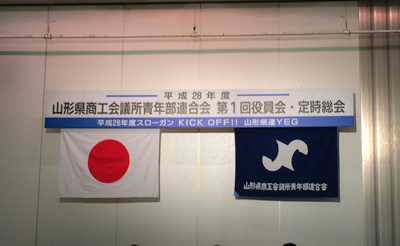 平成28年度
山形県商工会議所青年部連合会 第1回役員会・定時総会
平成28年度スローガン KICK OFF!! 山形県連YEG
山形県商工会議所青年部連合会